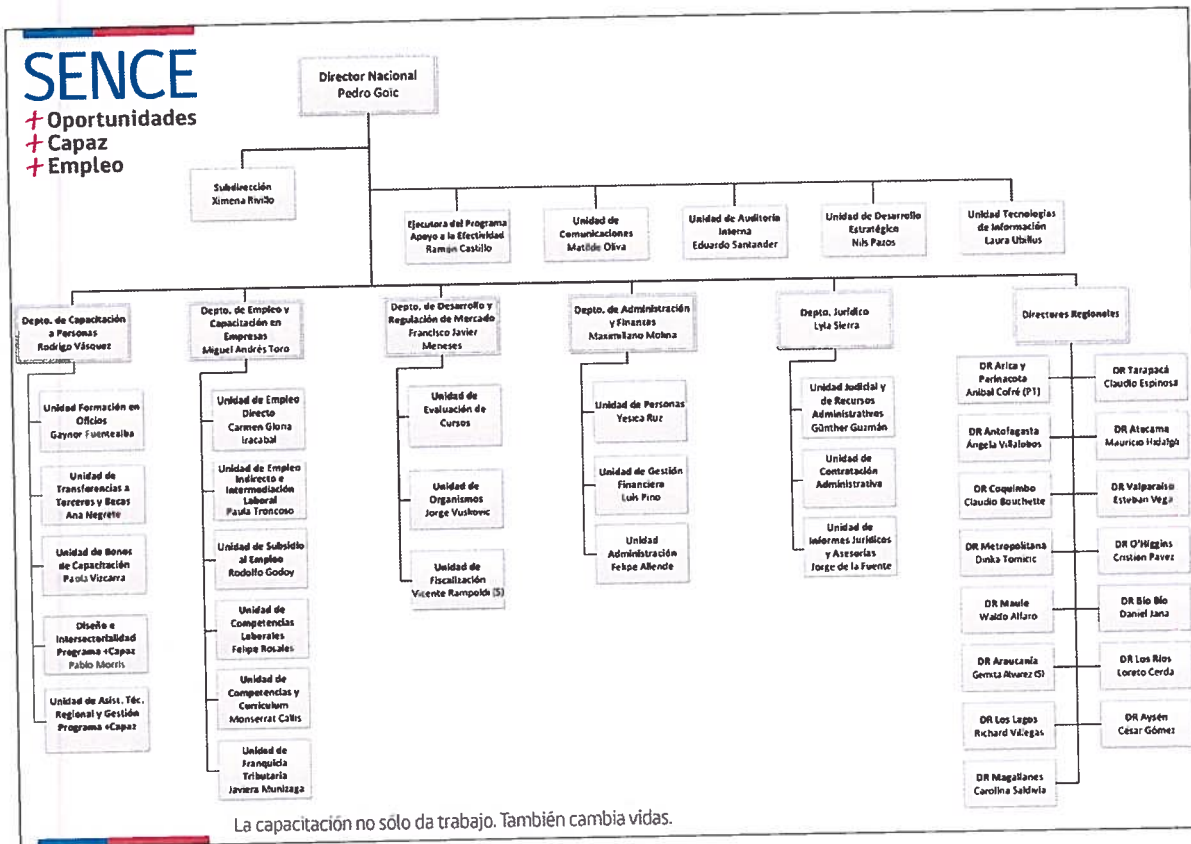 SENCE
+ Oportunidades
+ Capaz
+ Empleo
Director Nacional
Pedro Goic
Subdirección
Ximena Rivillo
Ejecutora del Programa
Apoyo a la Efectividad
Ramón Castillo
Unidad de
Comunicaciones
Matilde Oliva
Unidad de Auditoría
Interna
Eduardo Santander
Unidad de Desarrollo
Estratégico
Nils Pazos
Unidad Tecnologías
de Información
Laura Ubillus
Depto. de Capacitación
a Personas
Rodrigo Vásquez
Depto. de Empleo y
Capacitación en
Empresas
Miguel Andrés Toro
Depto. de Desarrollo y
Regulación de Mercado
Francisco Javier
Meneses
Depto. de Administración
y Finanzas
Maximiliano Molina
Depto. Jurídico
Lyla Sierra
Directores Regionales
Unidad Formación en
Oficios
Gaynor Fuentealba
Unidad de
Transferencias a
Terceros y Becas
Ana Negrete
Unidad de Bonos
de Capacitación
Paola Vizcarra
Diseño e
Intersectorialidad
Programa +Capaz
Pablo Morris
Unidad de Asist. Téc.
Regional y Gestión
Programa +Capaz
Unidad de Empleo
Directo
Carmen Gloria
Iracabal
Unidad de Empleo
Indirecto e
Intermediación
Laboral
Paula Troncoso
Unidad de Subsidio
al Empleo
Rodolfo Godoy
Unidad de
Competencias
Laborales
Felipe Rosales
Unidad de
Competencias y
Curriculum
Monserrat Callis
Unidad de
Franquicia
Tributaria
Javiera Munizaga
Unidad de
Evaluación de
Cursos
Unidad de
Organismos
Jorge Vuskovic
Unidad de
Fiscalización
Vicente Rampoldi (S)
Unidad de Personas
Yesica Ruz
Unidad de Gestión
Financiera
Luis Pino
Unidad
Administración
Felipe Allende
Unidad Judicial y
de Recursos
Administrativos
Günther Guzmán
Unidad de
Contratación
Administrativa
Unidad de
Informes Jurídicos
y Asesorías
Jorge de la Fuente
DR Arica y
Parinacota
Anibal Cofré (PT)
DR Tarapacá
Claudio Espinosa
DR Antofagasta
Ángela Villalobos
DR Atacama
Mauricio Hidalgo
DR Coquimbo
Claudio Bouchette
DR Valparaíso
Esteban Vega
DR Metropolitana
Dinka Tomicic
DR O'Higgins
Cristian Pavez
DR Maule
Waldo Alfaro
DR Bío Bío
Daniel Jana
DR Araucanía
Alvarez (S)
DR Los Ríos
Loreto Cerda
DR Los Lagos
Richard Villegas
DR Aysén
César Gómez
DR Magallanes
Carolina Saldivia
La capacitación no sólo da trabajo. También cambia vidas.